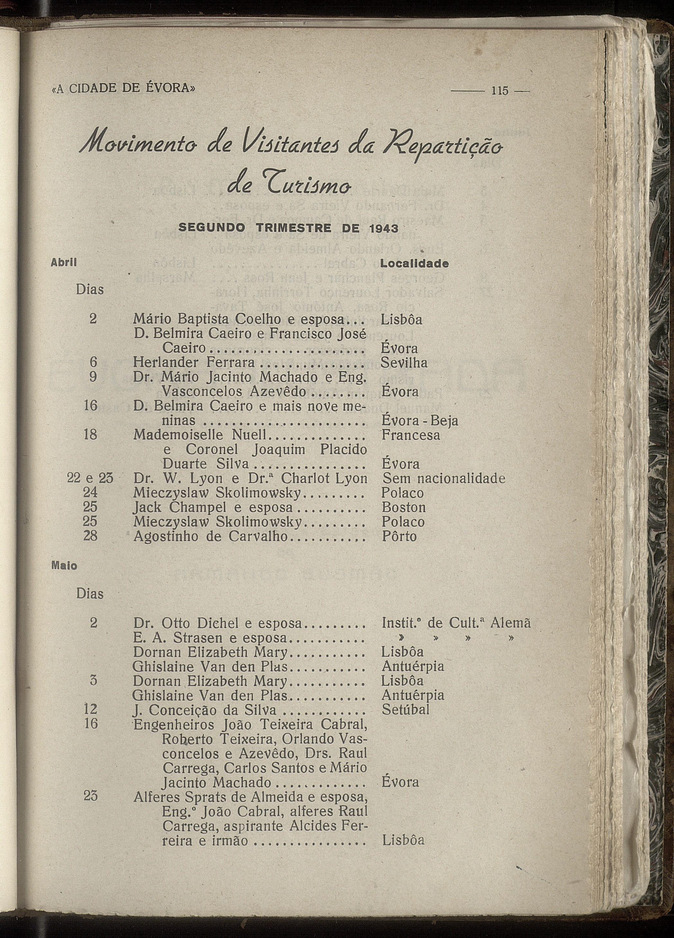 «A CIDADE DE ÉVORA» —— 115 —
Movimento de Visitantes da Repartição
de Turismo
SEGUNDO TRIMESTRE DE 1943
Abril Localidade
Dias
2 Mário Baptista Coelho e esposa... Lisbôa
D. Belmira Caeiro e Francisco José
Caeiro...................... Évora
6 Herlander Ferrara ............... Sevilha
9 Dr. Mário Jacinto Machado e Eng.
Vasconcelos Azevêdo ........ Évora
16 D. Belmira Caeiro e mais nove me-
ninas ....................... Évora - Beja
18 Mademoiselle Nuell.............. Francesa
e Coronel Joaquim Placido
Duarte Silva ................ Évora
22 e 23 Dr. W. Lyon e Dr.ª Charlot Lyon Sem nacionalidade
24 Mieczyslaw Skolimowsky......... Polaco
25 Jack Champel e esposa .......... Boston
25 Mieczyslaw Skolimowsky......... Polaco
28 Agostinho de Carvalho........... Pôrto
Maio
Dias
2 Dr. Otto Dichel e esposa......... Instit.º de Cult.ª Alemã
E. A. Strasen e esposa........... » » » »
Dornan Elizabeth Mary........... Lisbôa
Ghislaine Van den Plas........... Antuérpia
3 Dornan Elizabeth Mary........... Lisbôa
Ghislaine Van den Plas........... Antuérpia
12 J. Conceição da Silva ............ Setúbal
16 Engenheiros João Teixeira Cabral,
Roberto Teixeira, Orlando Vas-
concelos e Azevêdo, Drs. Raul
Carrega, Carlos Santos e Mário
Jacinto Machado ............. Évora
23 Alferes Sprats de Almeida e esposa,
Eng.º João Cabral, alferes Raul
Carrega, aspirante Alcides Fer-
reira e irmão ................ Lisbôa